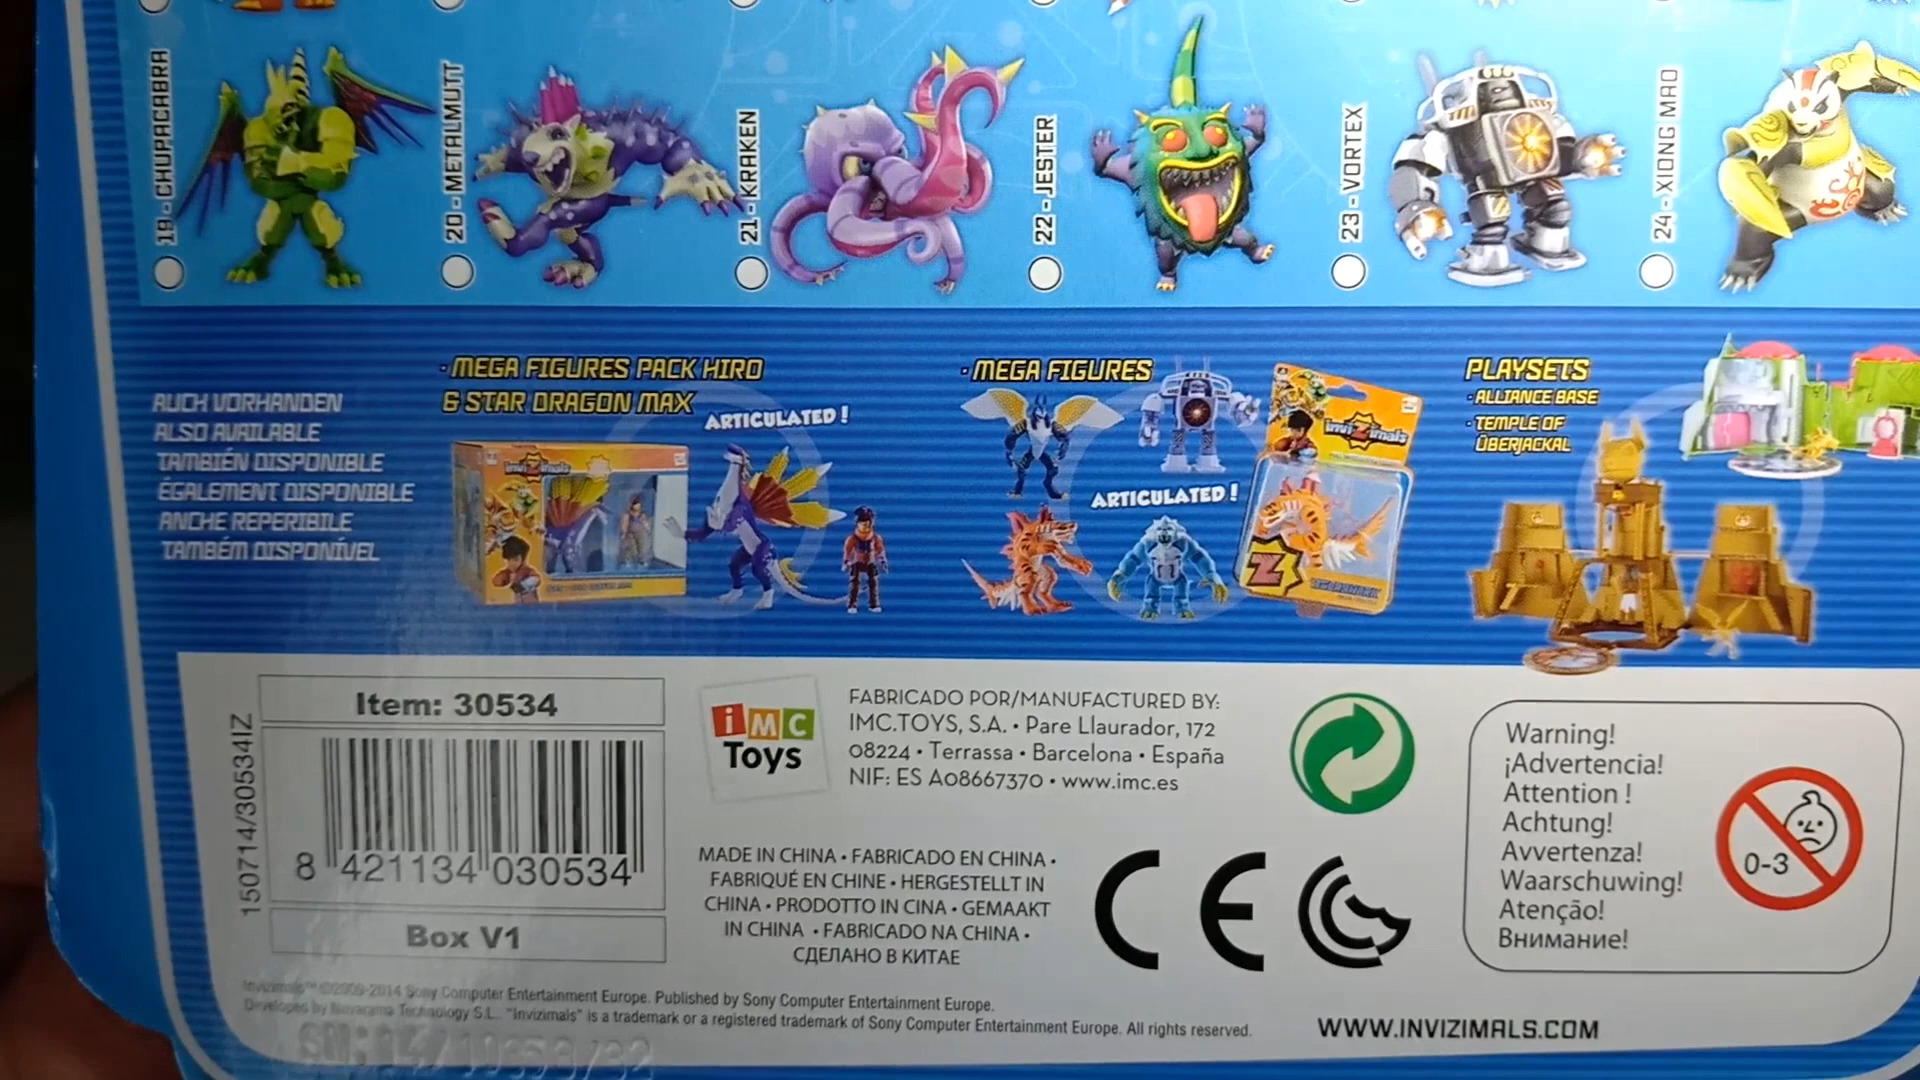 19 - CHUPACABRA
20 - METALMUTT
21 - KRAKEN
22 - JESTER
23 - VORTEX
24 - XIONG MAO
AUCH VORHANDEN
ALSO AVAILABLE
TAMBIÉN DISPONIBLE
ÉGALEMENT DISPONIBLE
ANCHE REPERIBILE
TAMBÉM DISPONÍVEL
· MEGA FIGURES PACK HIRO
& STAR DRAGON MAX
ARTICULATED!
inviZimals
· MEGA FIGURES
ARTICULATED!
inviZimals
Z
TIGERSHARK
PLAYSETS
· ALLIANCE BASE
· TEMPLE OF
ÜBERJACKAL
150714/30534IZ
Item: 30534
8 421134 030534
Box V1
iMC
Toys
FABRICADO POR/MANUFACTURED BY:
IMC.TOYS, S.A. • Pare Llaurador, 172
08224 • Terrassa • Barcelona • España
NIF: ES A08667370 • www.imc.es
MADE IN CHINA • FABRICADO EN CHINA •
FABRIQUÉ EN CHINE • HERGESTELLT IN
CHINA • PRODOTTO IN CINA • GEMAAKT
IN CHINA • FABRICADO NA CHINA •
СДЕЛАНО В КИТАЕ
CE
Warning!
¡Advertencia!
Attention !
Achtung!
Avvertenza!
Waarschuwing!
Atenção!
Внимание!
0-3
Invizimals™ ©2009-2014 Sony Computer Entertainment Europe. Published by Sony Computer Entertainment Europe.
Developed by Novarama Technology S.L. "Invizimals" is a trademark or a registered trademark of Sony Computer Entertainment Europe. All rights reserved.
WWW.INVIZIMALS.COM